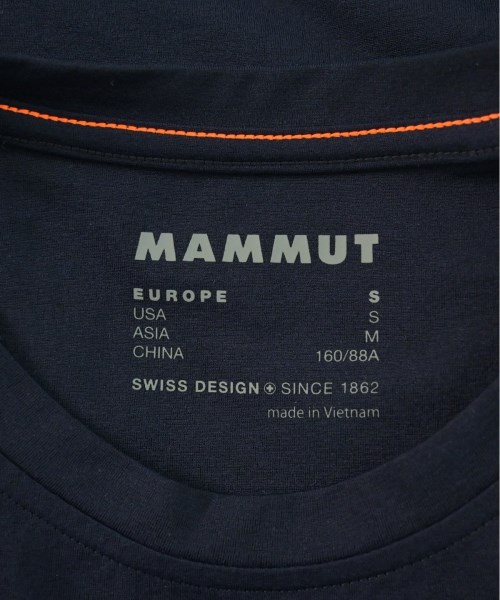 MAMMUT
EUROPE S
USA S
ASIA M
CHINA 160/88A
SWISS DESIGN SINCE 1862
made in Vietnam